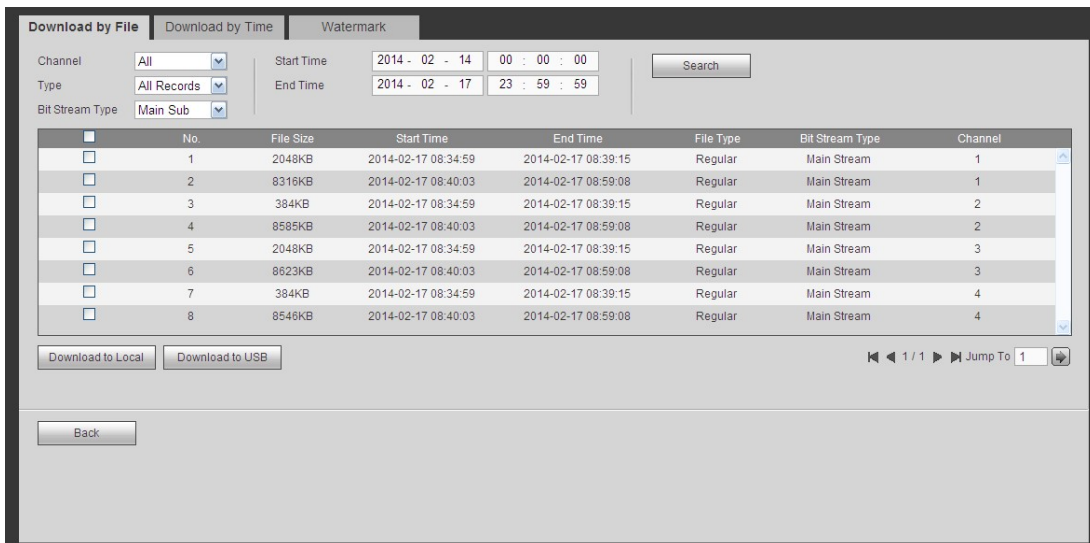 Download by File Download by Time Watermark
Channel All Start Time 2014 - 02 - 14 00 : 00 : 00 Search
Type All Records End Time 2014 - 02 - 17 23 : 59 : 59
Bit Stream Type Main Sub
No. File Size Start Time End Time File Type Bit Stream Type Channel
1 2048KB 2014-02-17 08:34:59 2014-02-17 08:39:15 Regular Main Stream 1
2 8316KB 2014-02-17 08:40:03 2014-02-17 08:59:08 Regular Main Stream 1
3 384KB 2014-02-17 08:34:59 2014-02-17 08:39:15 Regular Main Stream 2
4 8585KB 2014-02-17 08:40:03 2014-02-17 08:59:08 Regular Main Stream 2
5 2048KB 2014-02-17 08:34:59 2014-02-17 08:39:15 Regular Main Stream 3
6 8623KB 2014-02-17 08:40:03 2014-02-17 08:59:08 Regular Main Stream 3
7 384KB 2014-02-17 08:34:59 2014-02-17 08:39:15 Regular Main Stream 4
8 8546KB 2014-02-17 08:40:03 2014-02-17 08:59:08 Regular Main Stream 4
Download to Local Download to USB 1 / 1 Jump To 1
Back